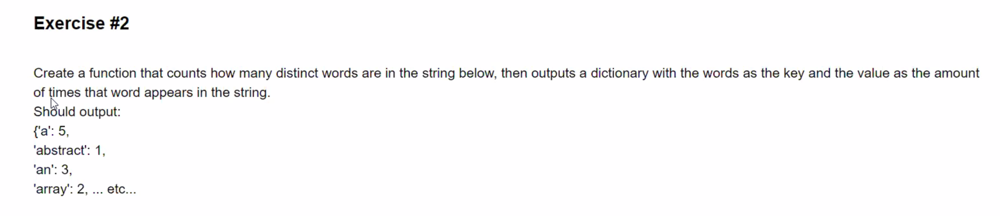 Exercise #2
Create a function that counts how many distinct words are in the string below, then outputs a dictionary with the words as the key and the value as the amount
of times that word appears in the string.
Should output:
{'a': 5,
'abstract': 1,
'an': 3,
'array': 2, ... etc...